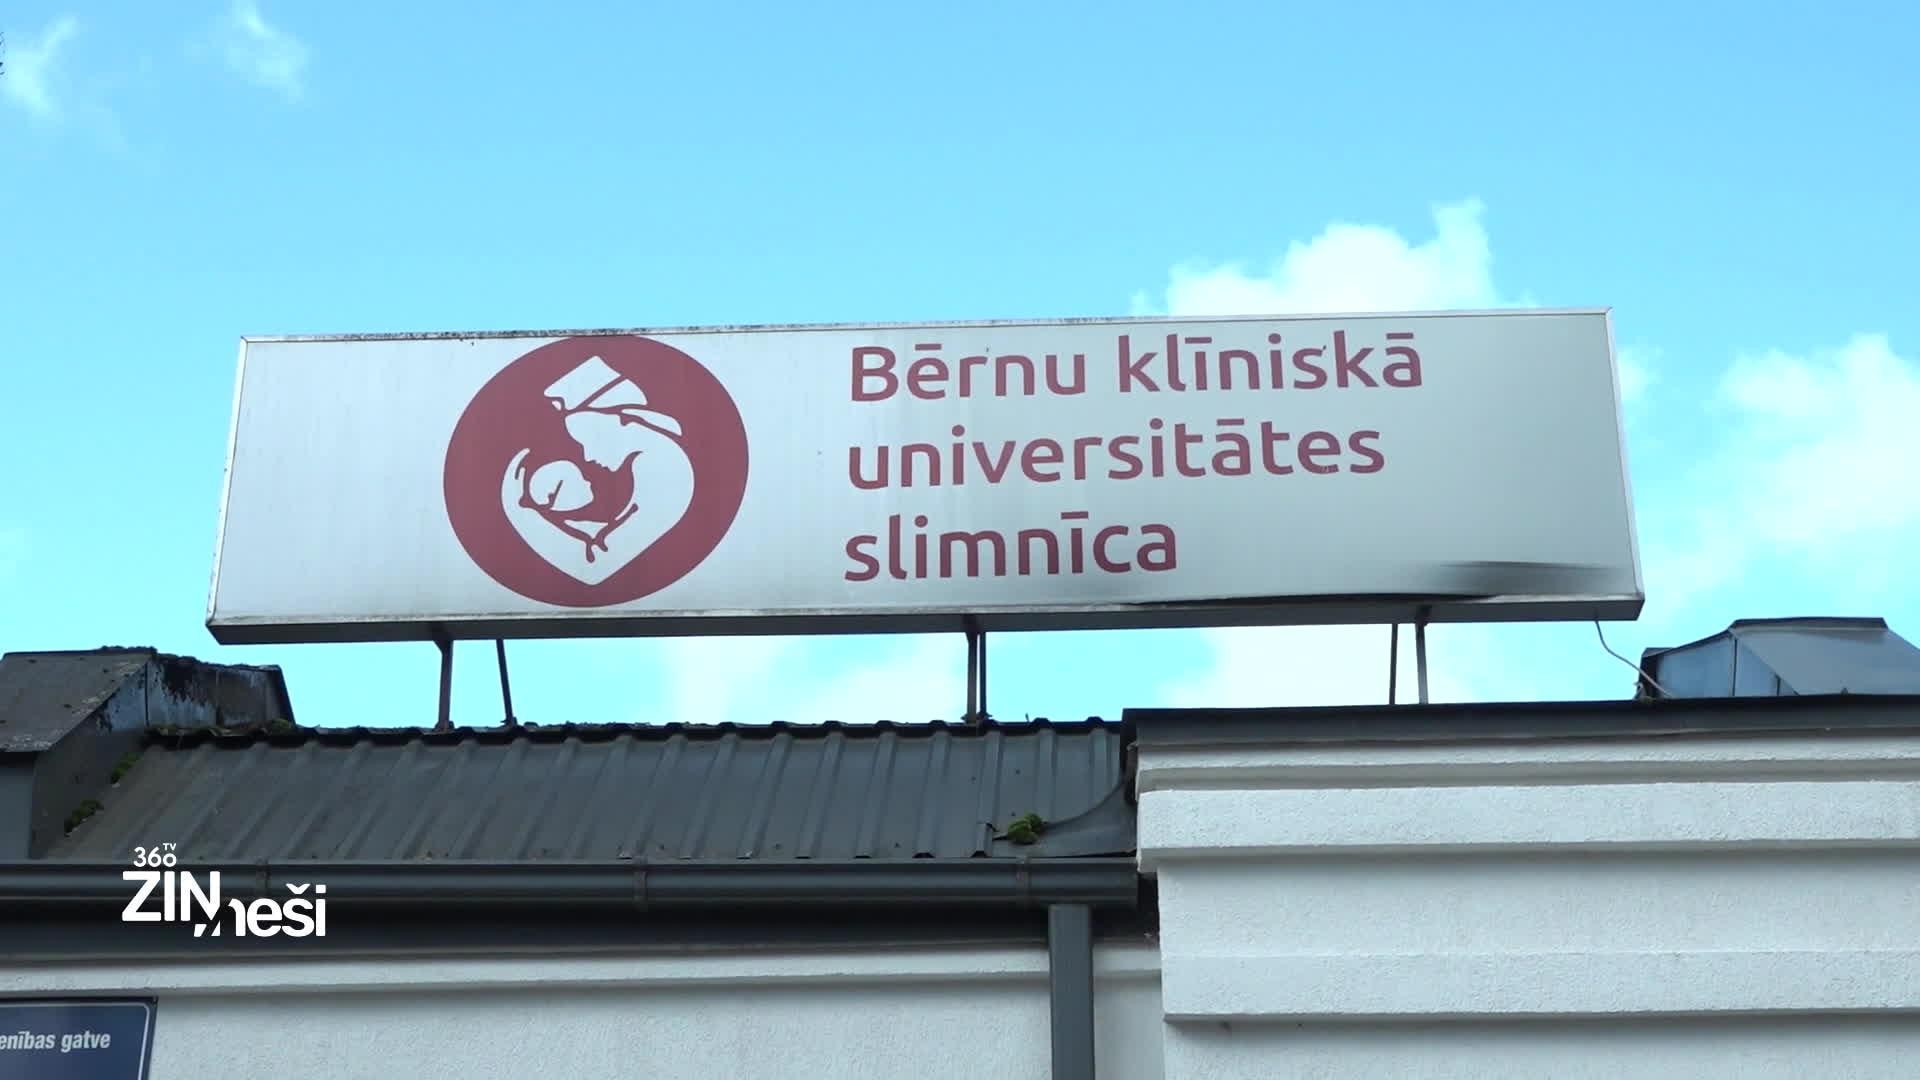 Bērnu klīniskā
universitātes
slimnīca
360 TV
ZIŅneši
enības gatve